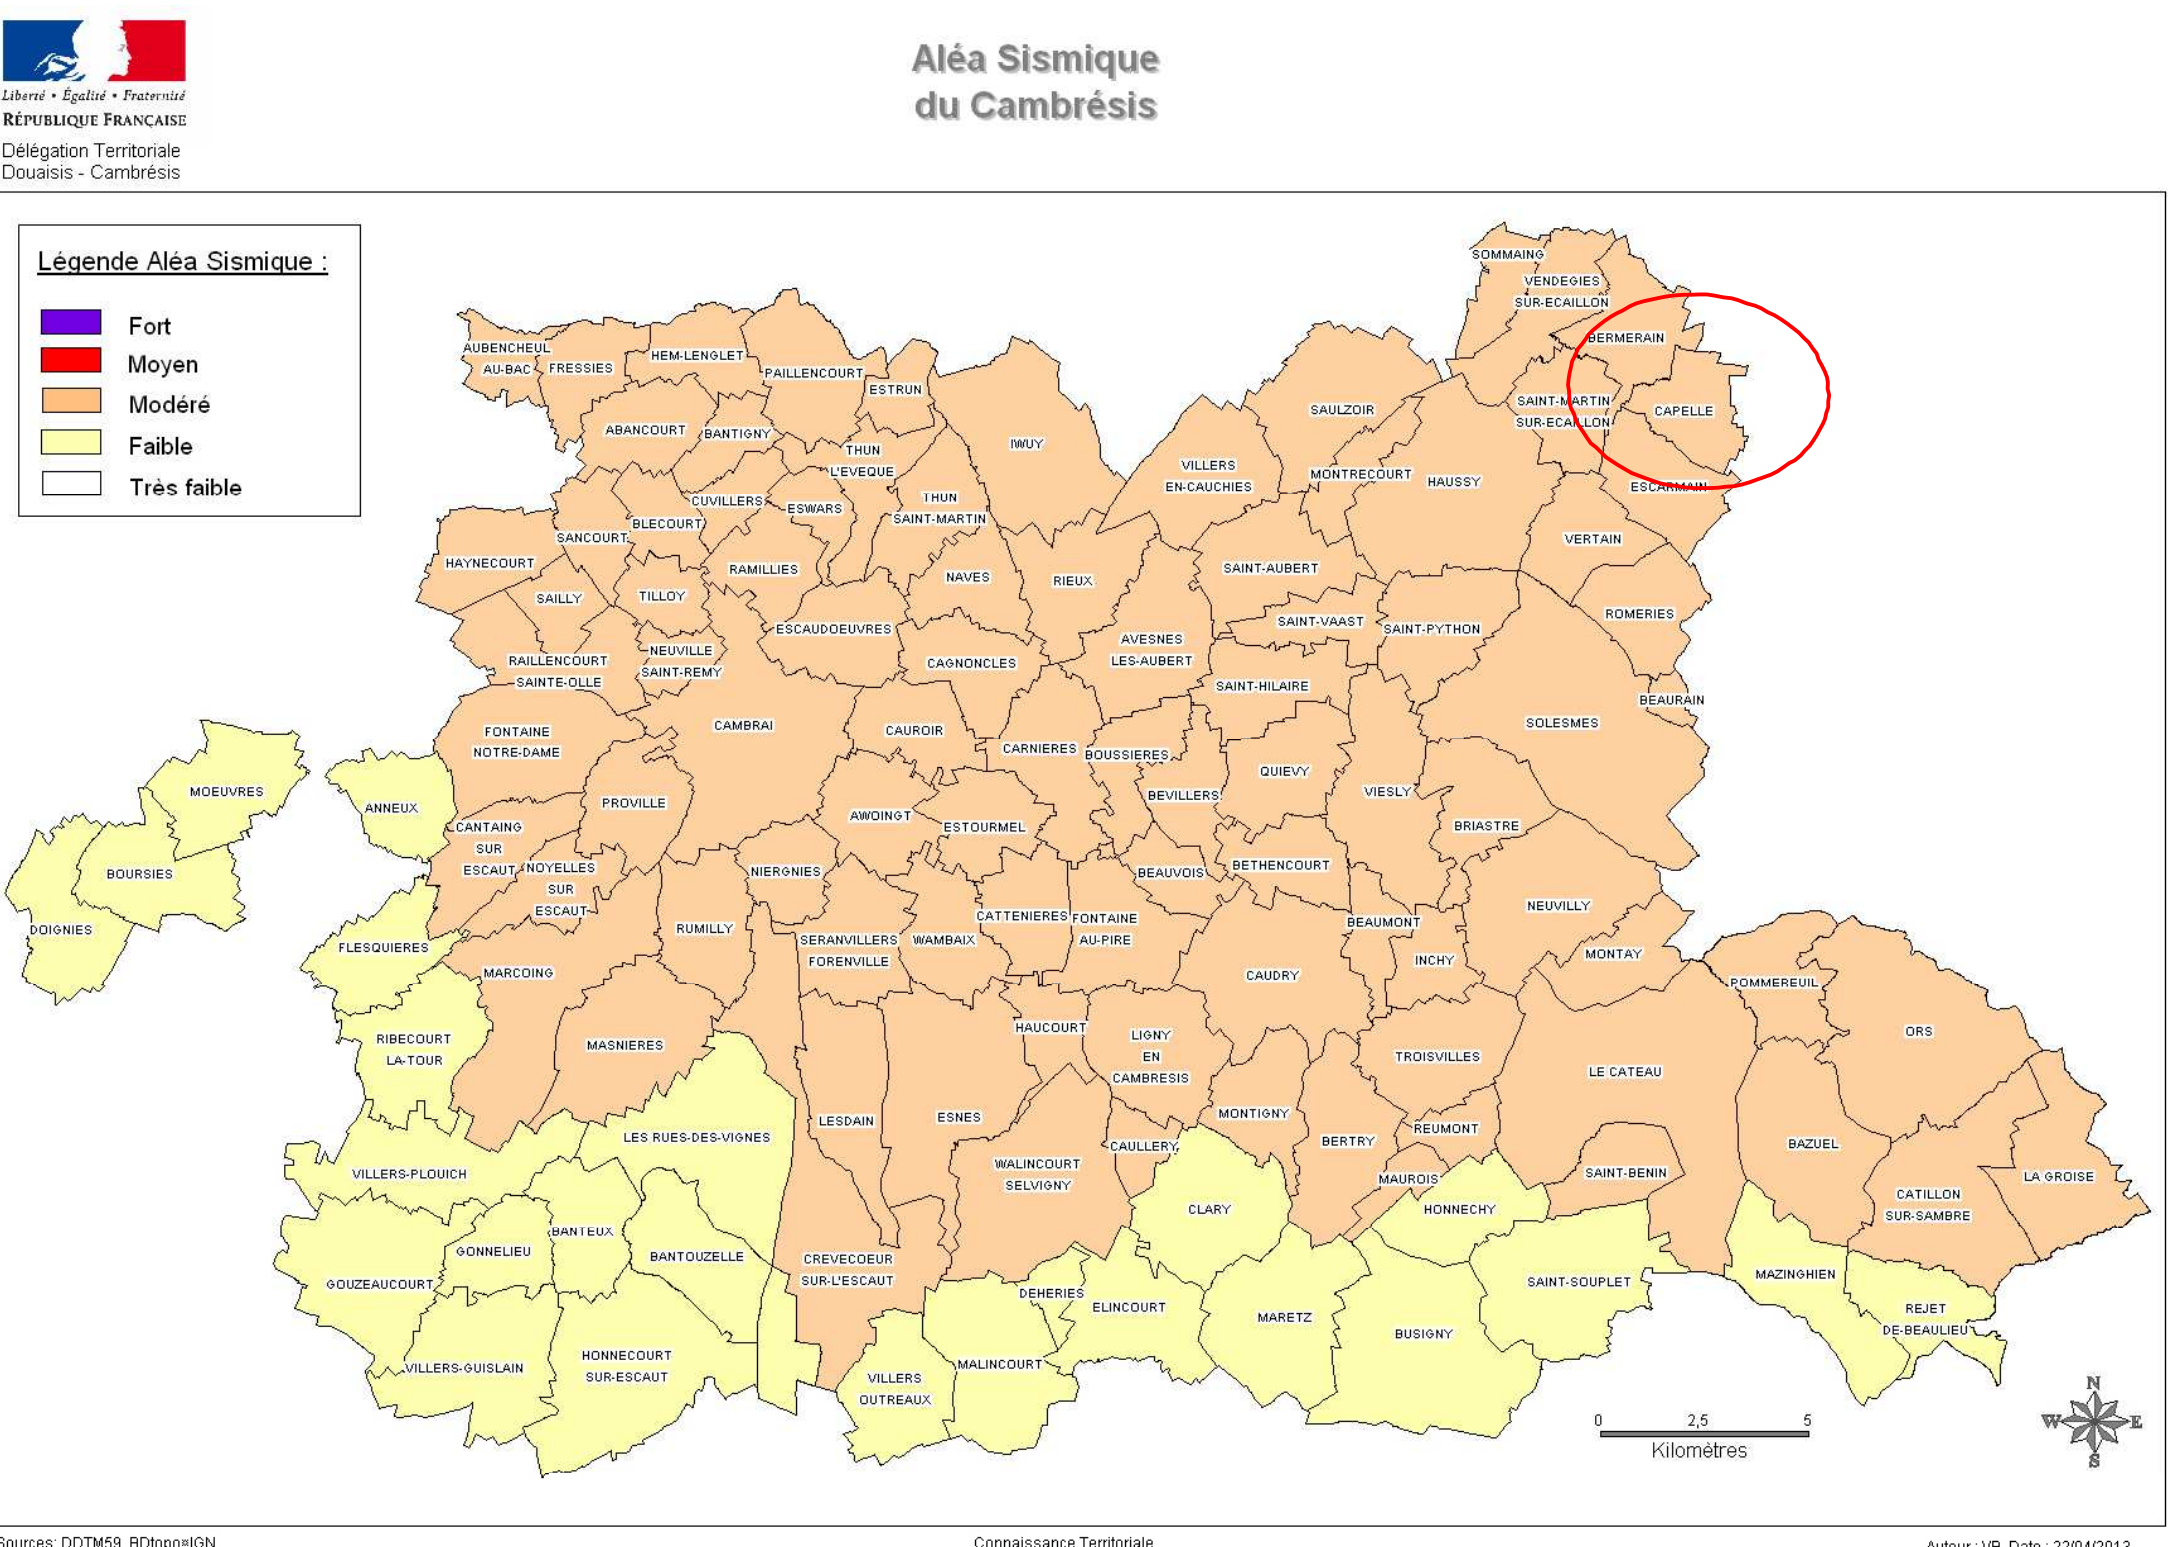 Liberté • Égalité • Fraternité
RÉPUBLIQUE FRANÇAISE
Délégation Territoriale
Douaisis - Cambrésis
Aléa Sismique
du Cambrésis
Légende Aléa Sismique :
Fort
Moyen
Modéré
Faible
Très faible
SOMMAING
VENDEGIES
SUR-ECAILLON
BERMERAIN
SAINT-MARTIN
SUR-ECAILLON
CAPELLE
ESCARMAIN
AUBENCHEUL
AU-BAC
FRESSIES
HEM-LENGLET
PAILLENCOURT
ESTRUN
ABANCOURT
BANTIGNY
THUN
L'EVEQUE
IWUY
SAULZOIR
VILLERS
EN-CAUCHIES
MONTRECOURT
HAUSSY
CUVILLERS
ESWARS
THUN
SAINT-MARTIN
BLECOURT
SANCOURT
VERTAIN
HAYNECOURT
RAMILLIES
NAVES
RIEUX
SAINT-AUBERT
SAILLY
TILLOY
ROMERIES
ESCAUDOEUVRES
SAINT-VAAST
SAINT-PYTHON
AVESNES
LES-AUBERT
NEUVILLE
SAINT-REMY
RAILLENCOURT
SAINTE-OLLE
CAGNONCLES
SAINT-HILAIRE
BEAURAIN
SOLESMES
FONTAINE
NOTRE-DAME
CAMBRAI
CAUROIR
CARNIERES
BOUSSIERES
QUIEVY
VIESLY
BEVILLERS
MOEUVRES
ANNEUX
PROVILLE
AWOINGT
ESTOURMEL
BRIASTRE
CANTAING
SUR
ESCAUT
NOYELLES
SUR
ESCAUT
NIERGNIES
BEAUVOIS
BETHENCOURT
BOURSIES
DOIGNIES
NEUVILLY
FLESQUIERES
RUMILLY
SERANVILLERS
FORENVILLE
WAMBAIX
CATTENIERES
FONTAINE
AU-PIRE
BEAUMONT
INCHY
MONTAY
CAUDRY
MARCOING
POMMEREUIL
ORS
RIBECOURT
LA-TOUR
MASNIERES
HAUCOURT
LIGNY
EN
CAMBRESIS
TROISVILLES
LE CATEAU
LESDAIN
ESNES
MONTIGNY
BERTRY
REUMONT
LES RUES-DES-VIGNES
CAULLERY
BAZUEL
VILLERS-PLOUICH
WALINCOURT
SELVIGNY
MAUROIS
SAINT-BENIN
LA GROISE
CATILLON
SUR-SAMBRE
CLARY
HONNECHY
BANTEUX
GONNELIEU
BANTOUZELLE
CREVECOEUR
SUR-L'ESCAUT
GOUZEAUCOURT
DEHERIES
ELINCOURT
SAINT-SOUPLET
MAZINGHIEN
MARETZ
BUSIGNY
REJET
DE-BEAULIEU
VILLERS-GUISLAIN
HONNECOURT
SUR-ESCAUT
MALINCOURT
VILLERS
OUTREAUX
0 2,5 5
Kilomètres
N
W E
S
Sources: DDTM59 BDtopo¤IGN
Connaissance Territoriale
Auteur : VB Date : 22/04/2013